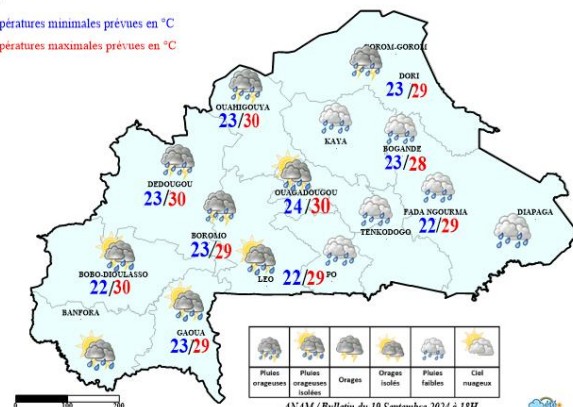 pératures minimales prévues en °C
pératures maximales prévues en °C
GOROM-GOROM
DORI
23/29
OUAHIGOUYA
23/30
KAYA
BOGANDE
23/28
DEDOUGOU
23/30
OUAGADOUGOU
24/30
FADA NGOURMA
22/29
DIAPAGA
TENKODOGO
BOROMO
23/29
BOBO-DIOULASSO
22/30
LEO
22/29
PO
BANFORA
GAOUA
23/29
Pluies orageuses
Pluies orageuses isolées
Orages
Orages isolés
Pluies faibles
Ciel nuageux
ANAM / Bulletin du 19 Septembre 2024 à 18H